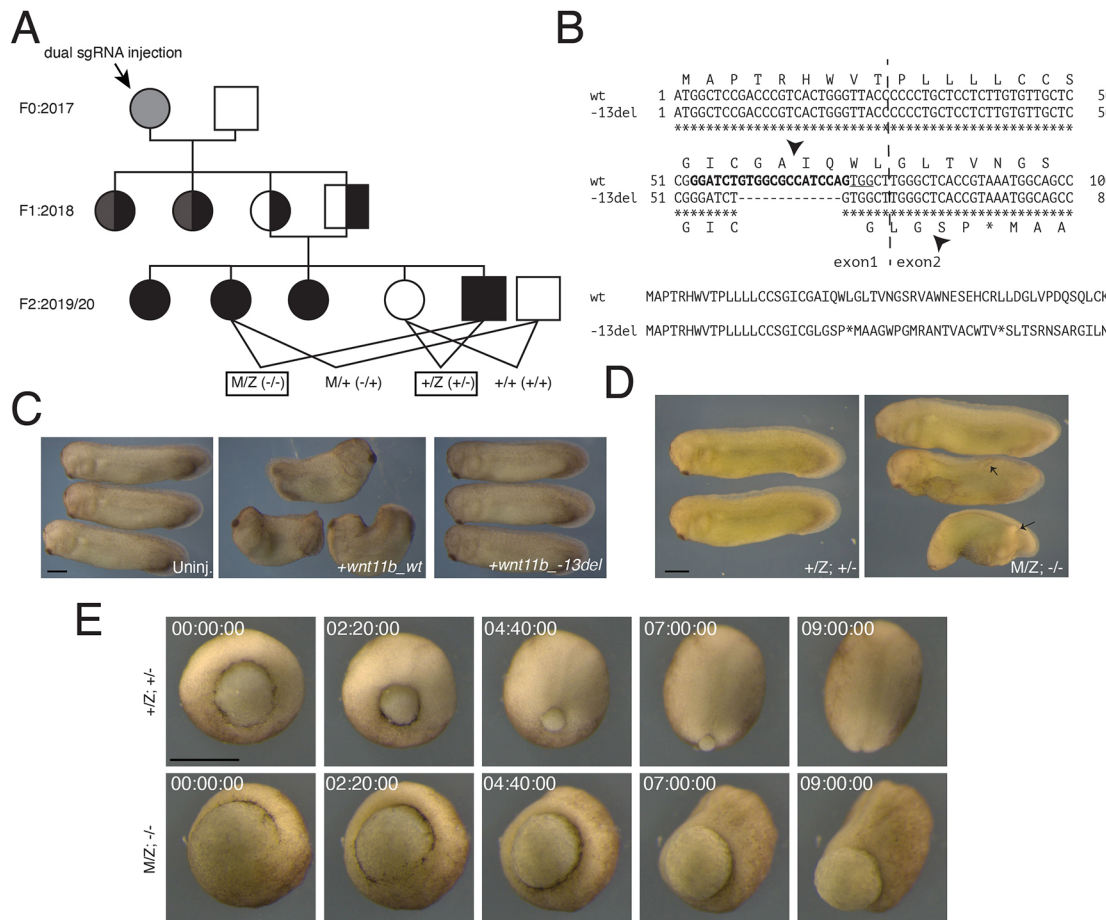 A
dual sgRNA injection
F0:2017
F1:2018
F2:2019/20
M/Z (-/-)
M/+ (-/+)
+/Z (+/-)
+/+ (+/+)
B
M A P T R H W V T P L L L L C C S
wt 1 ATGGCTCCGACCCGTCACTGGGTTACCCCCCTGCTCCTCTTGTGTTGCTC 5
-13del 1 ATGGCTCCGACCCGTCACTGGGTTACCCCCCTGCTCCTCTTGTGTTGCTC 5
**************************************************
G I C G A I Q W L G L T V N G S
wt 51 CGGGATCTGTGGCGCCATCCAGTGGCTTGGGCTCACCGTAAATGGCAGCC 10
-13del 51 CGGGATCT-------------GTGGCTTGGGCTCACCGTAAATGGCAGCC 8
******** *****************************
G I C G L G S P * M A A
exon1 exon2
wt MAPTRHWVTPLLLLCCSGICGAIQWLGLTVNGSRVAWNESEHCRLLDGLVPDQSQLCK
-13del MAPTRHWVTPLLLLCCSGICGLGSP*MAAGWPGMRANTVACWTV*SLTSRNSARGILN
C
Uninj.
+wnt11b_wt
+wnt11b_-13del
D
+/Z; +/-
M/Z; -/-
E
+/Z; +/-
00:00:00
02:20:00
04:40:00
07:00:00
09:00:00
M/Z; -/-
00:00:00
02:20:00
04:40:00
07:00:00
09:00:00